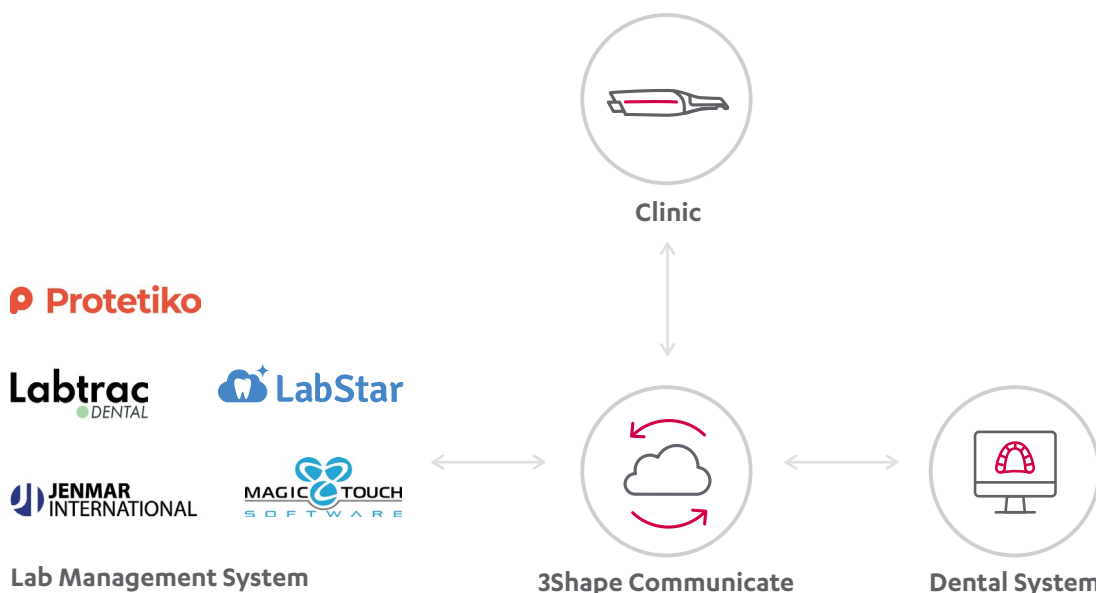 Clinic
Protetiko
Labtrac
DENTAL
LabStar
JENMAR
INTERNATIONAL
MAGIC TOUCH
SOFTWARE
Lab Management System
3Shape Communicate
Dental System